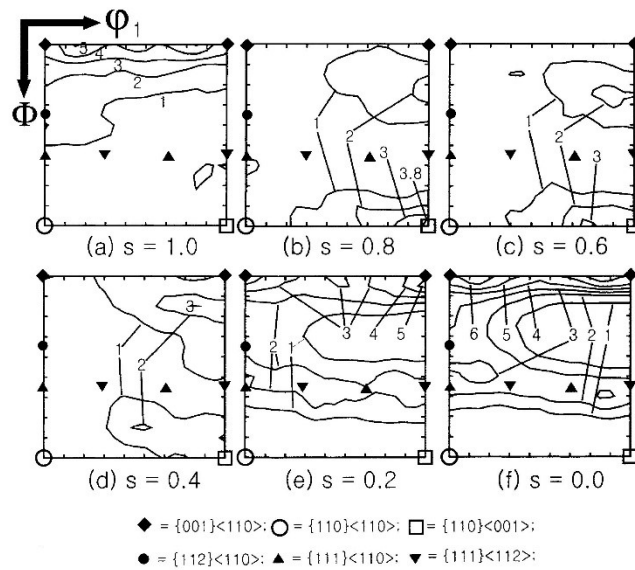 φ1
Φ
5 4
3
2
1
1 2 3 3.8
1 2 3
(a) s = 1.0 (b) s = 0.8 (c) s = 0.6
1 2 3
2 1 3 4 5
6 5 4 3 2 1
(d) s = 0.4 (e) s = 0.2 (f) s = 0.0
◆ = {001}<110>; ○ = {110}<110>; □ = {110}<001>;
● = {112}<110>; ▲ = {111}<110>; ▼ = {111}<112>;